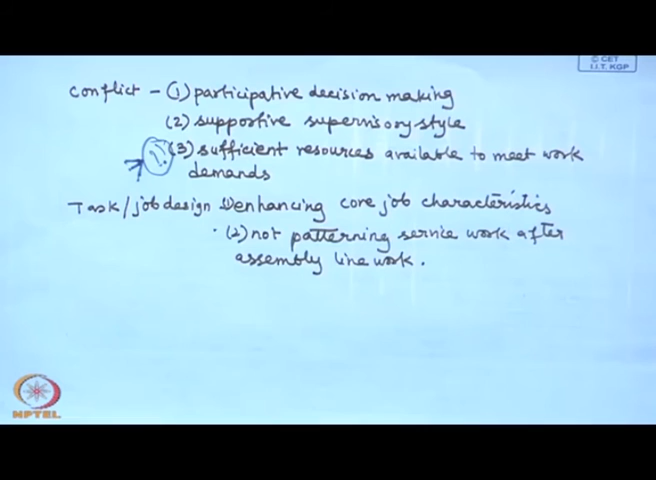 © CET
I.I.T. KGP
conflict - (1) participative decision making
(2) supportive supervisory style
(3) sufficient resources available to meet work
demands
Task/job design (1) enhancing core job characteristics
(2) not patterning service work after
assembly line work.
NPTEL